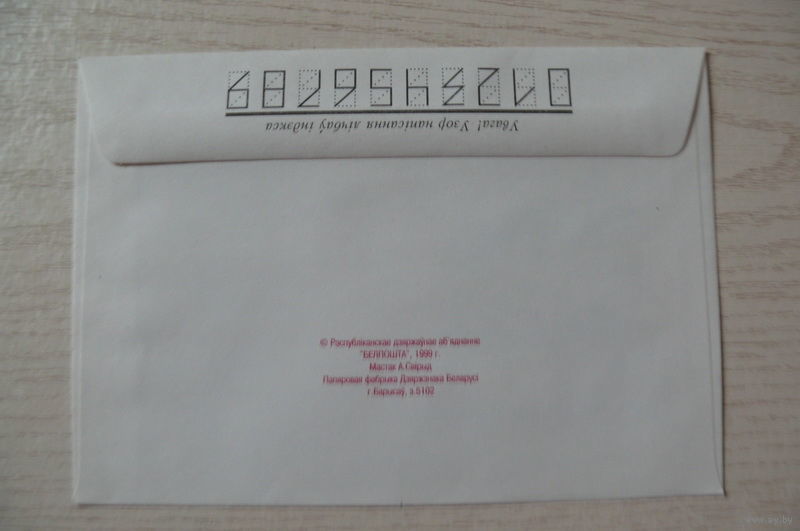 0123456789
Увага! Узор напісання лічбаў індэкса
© Рэспубліканскае дзяржаўнае аб'яднанне
"БЕЛПОШТА", 1999 г.
Мастак А.Свірыд
Папяровая фабрыка Дзяржзнака Беларусі
г.Барысаў, з.5102